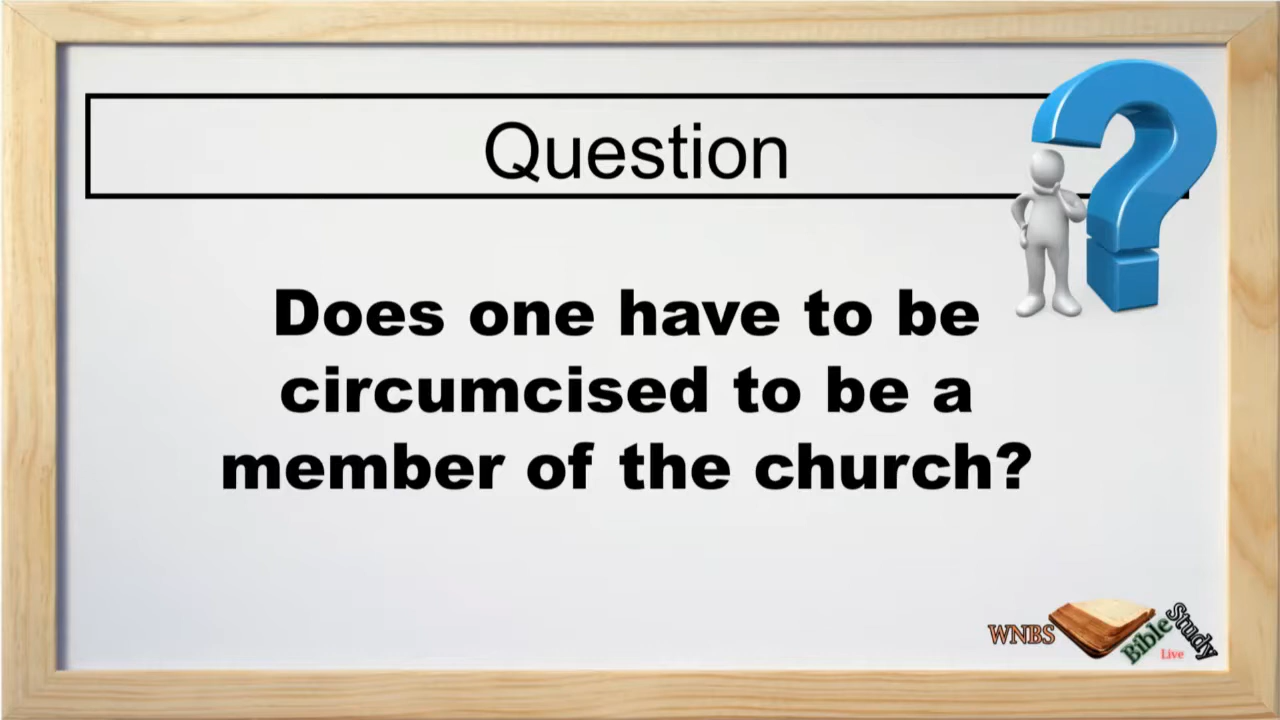 Question
Does one have to be
circumcised to be a
member of the church?
WNBS
Bible
Study
Live